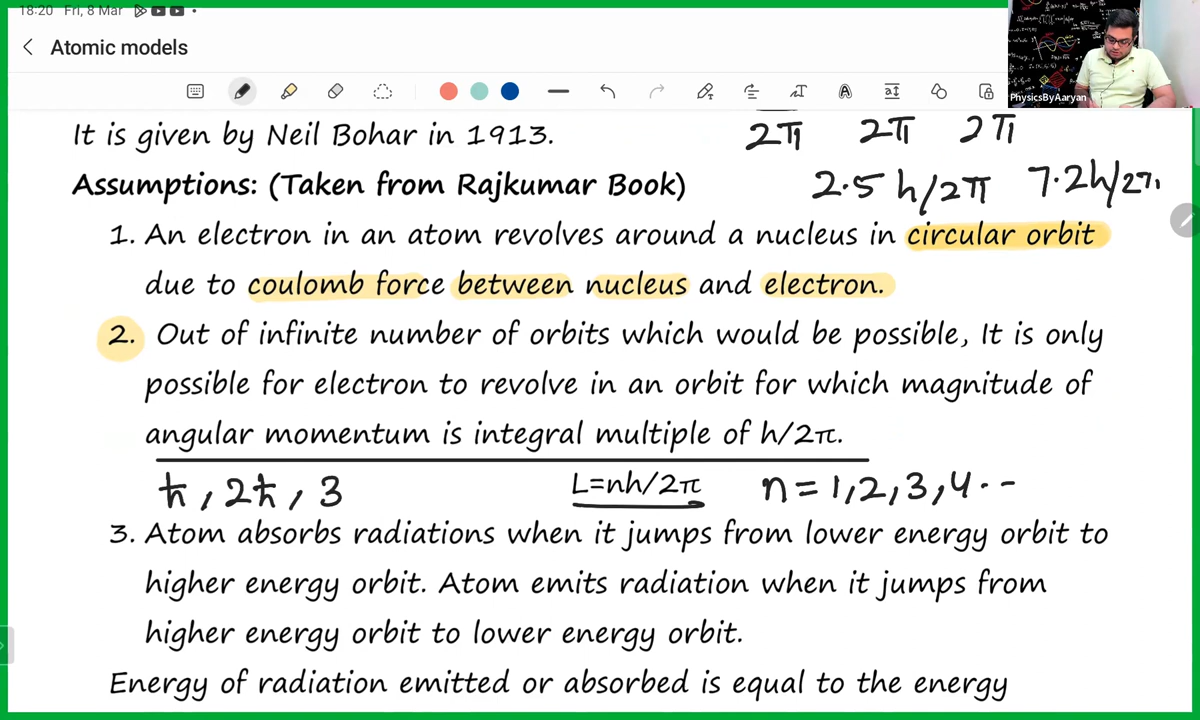 18:20 Fri, 8 Mar
Atomic models
PhysicsByAaryan
It is given by Neil Bohar in 1913.
2π 2π 2π
Assumptions: (Taken from Rajkumar Book)
2.5 h/2π 7.2h/2π
1. An electron in an atom revolves around a nucleus in circular orbit
due to coulomb force between nucleus and electron.
2. Out of infinite number of orbits which would be possible, It is only
possible for electron to revolve in an orbit for which magnitude of
angular momentum is integral multiple of h/2π.
ħ, 2ħ, 3 L=nh/2π n=1,2,3,4..-
3. Atom absorbs radiations when it jumps from lower energy orbit to
higher energy orbit. Atom emits radiation when it jumps from
higher energy orbit to lower energy orbit.
Energy of radiation emitted or absorbed is equal to the energy